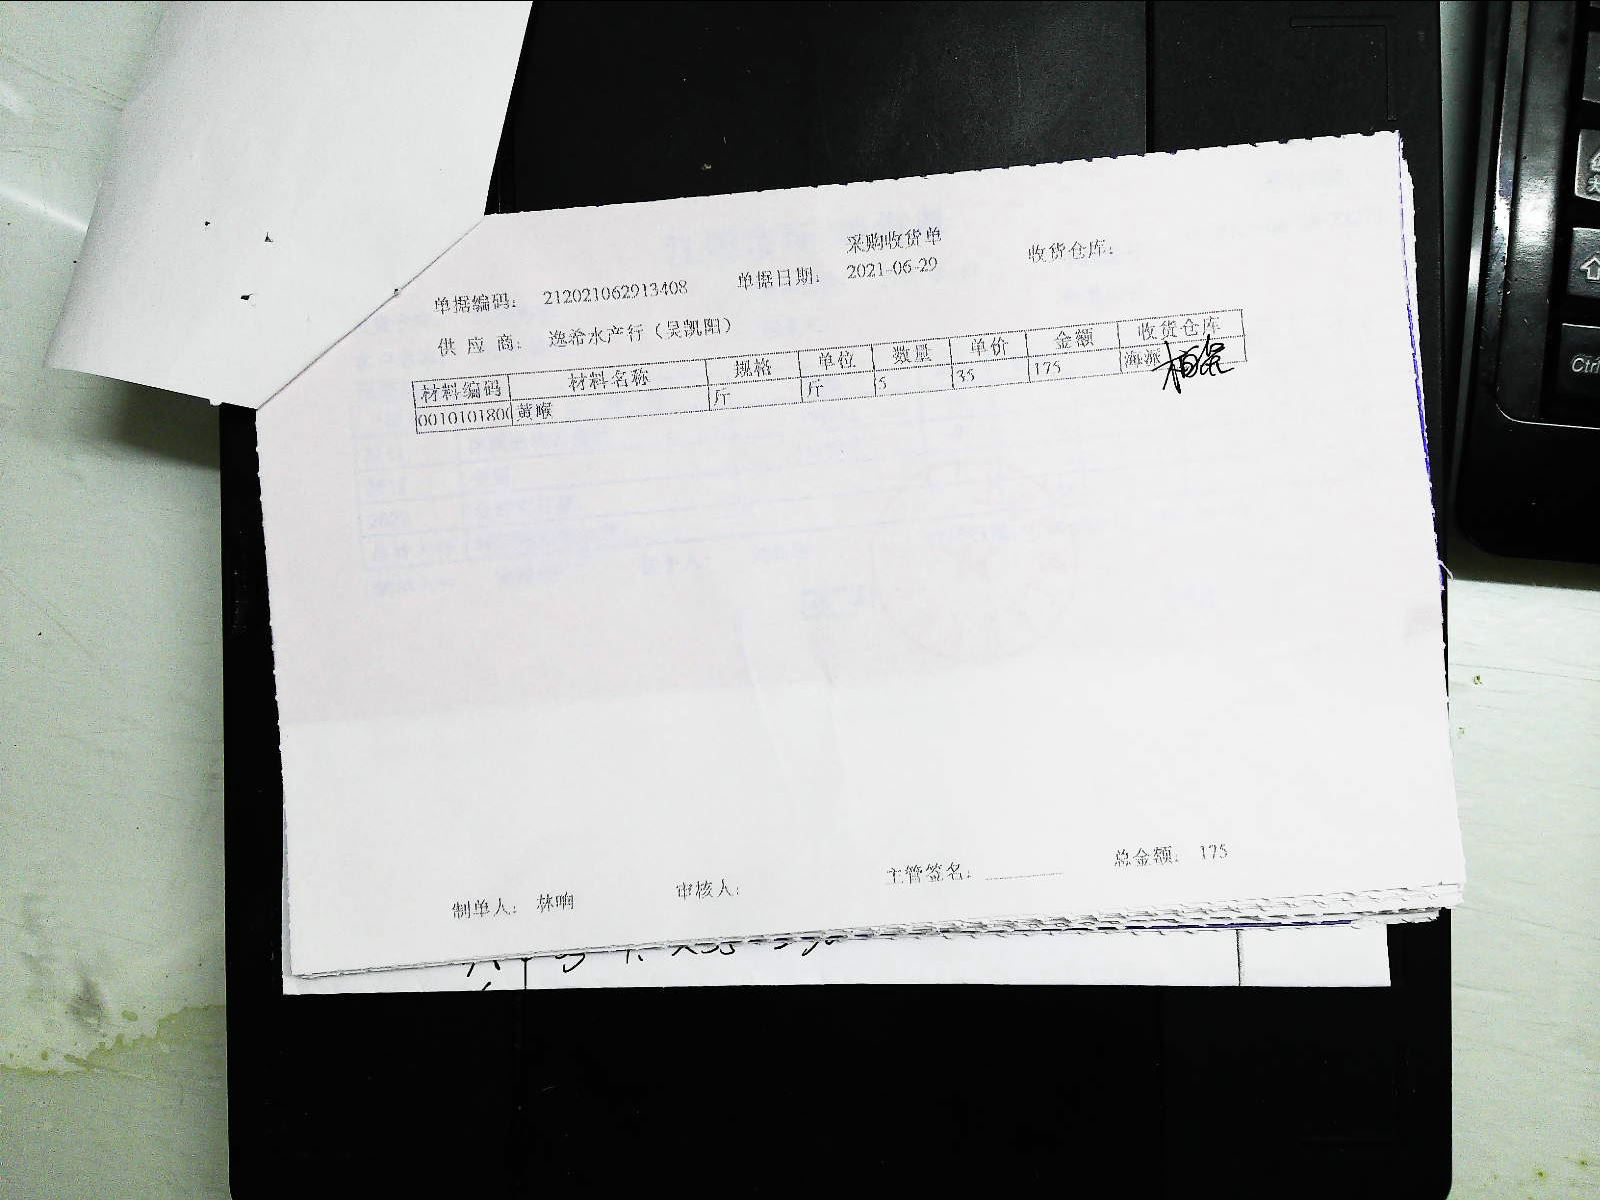 采购收货单
单据编码： 212021062913408 单据日期： 2021-06-29 收货仓库：
供 应 商： 逸希水产行（吴凯阳）
材料编码 材料名称 规格 单位 数量 单价 金额 收货仓库
0010101800 黄喉 斤 斤 5 35 175 海派
制单人： 林响 审核人： 主管签名： 总金额： 175
Ctrl